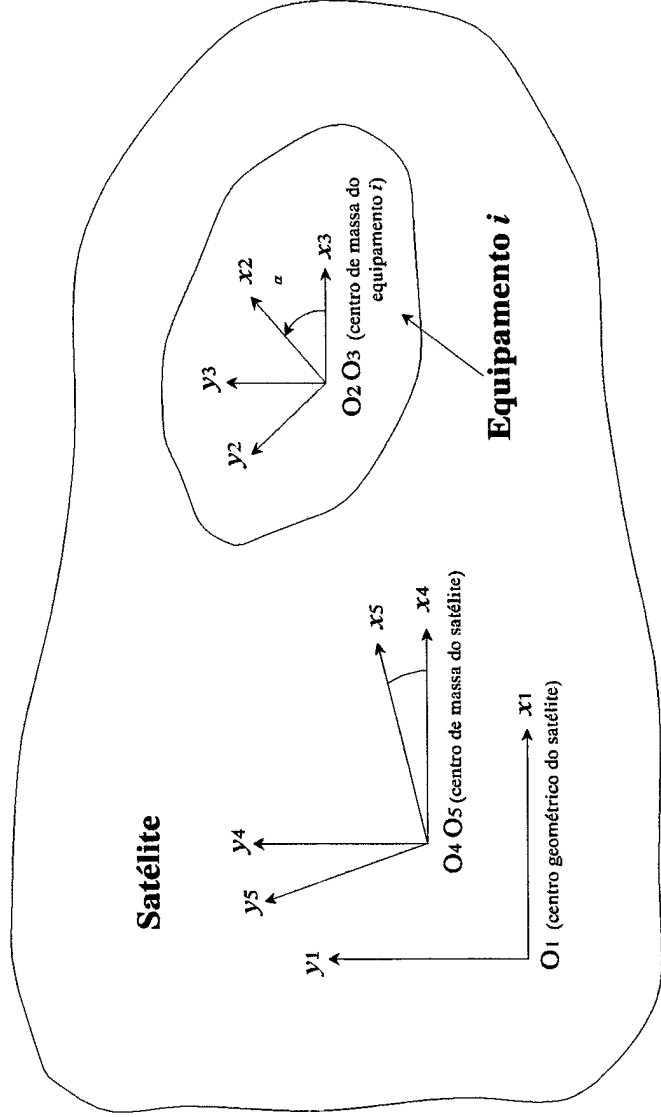 Satélite
y1
y5
y4
x5
x4
O4 O5 (centro de massa do satélite)
x1
O1 (centro geométrico do satélite)
y2
y3
x2
α
x3
O2 O3 (centro de massa do
equipamento i)
Equipamento i